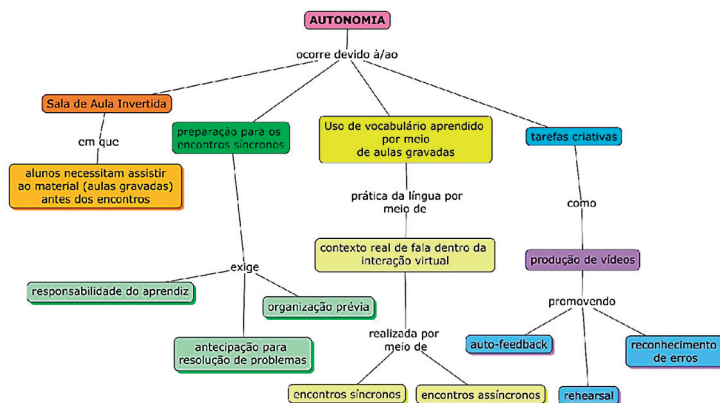 AUTONOMIA
ocorre devido à/ao
Sala de Aula Invertida
em que
alunos necessitam assistir
ao material (aulas gravadas)
antes dos encontros
preparação para os
encontros síncronos
exige
responsabilidade do aprendiz
organização prévia
antecipação para
resolução de problemas
Uso de vocabulário aprendido
por meio
de aulas gravadas
prática da língua por
meio de
contexto real de fala dentro da
interação virtual
realizada por
meio de
encontros síncronos
encontros assíncronos
tarefas criativas
como
produção de vídeos
promovendo
auto-feedback
rehearsal
reconhecimento
de erros